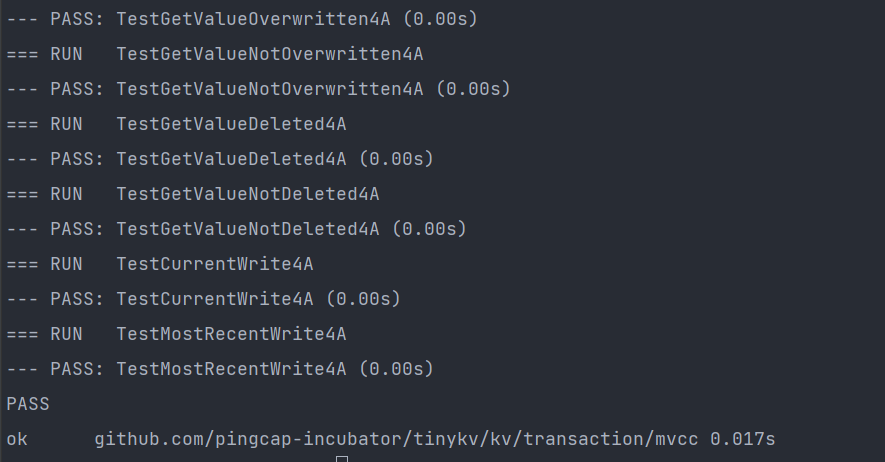 --- PASS: TestGetValueOverwritten4A (0.00s)
=== RUN   TestGetValueNotOverwritten4A
--- PASS: TestGetValueNotOverwritten4A (0.00s)
=== RUN   TestGetValueDeleted4A
--- PASS: TestGetValueDeleted4A (0.00s)
=== RUN   TestGetValueNotDeleted4A
--- PASS: TestGetValueNotDeleted4A (0.00s)
=== RUN   TestCurrentWrite4A
--- PASS: TestCurrentWrite4A (0.00s)
=== RUN   TestMostRecentWrite4A
--- PASS: TestMostRecentWrite4A (0.00s)
PASS
ok      github.com/pingcap-incubator/tinykv/kv/transaction/mvcc 0.017s